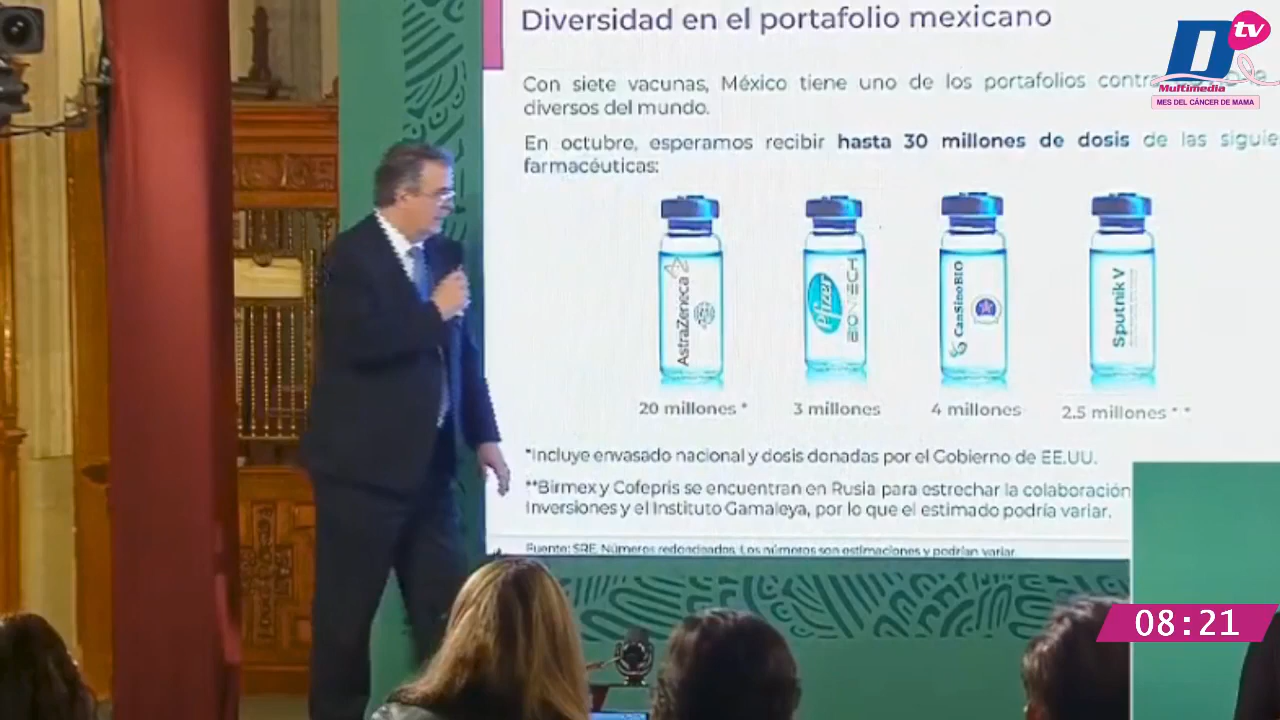 Diversidad en el portafolio mexicano
Con siete vacunas, México tiene uno de los portafolios
diversos del mundo.
En octubre, esperamos recibir hasta 30 millones de dosis de las
farmacéuticas:
AstraZeneca
Pfizer
BIONTECH
CanSinoBIO
Sputnik V
20 millones *
3 millones
4 millones
2.5 millones * *
*Incluye envasado nacional y dosis donadas por el Gobierno de EE.UU.
**Birmex y Cofepris se encuentran en Rusia para estrechar la colaboración
Inversiones y el Instituto Gamaleya, por lo que el estimado podría variar.
Fuente: SRE. Números redondeados. Los números son estimaciones y podrían variar.
D tv
Multimedia
MES DEL CÁNCER DE MAMA
08:21